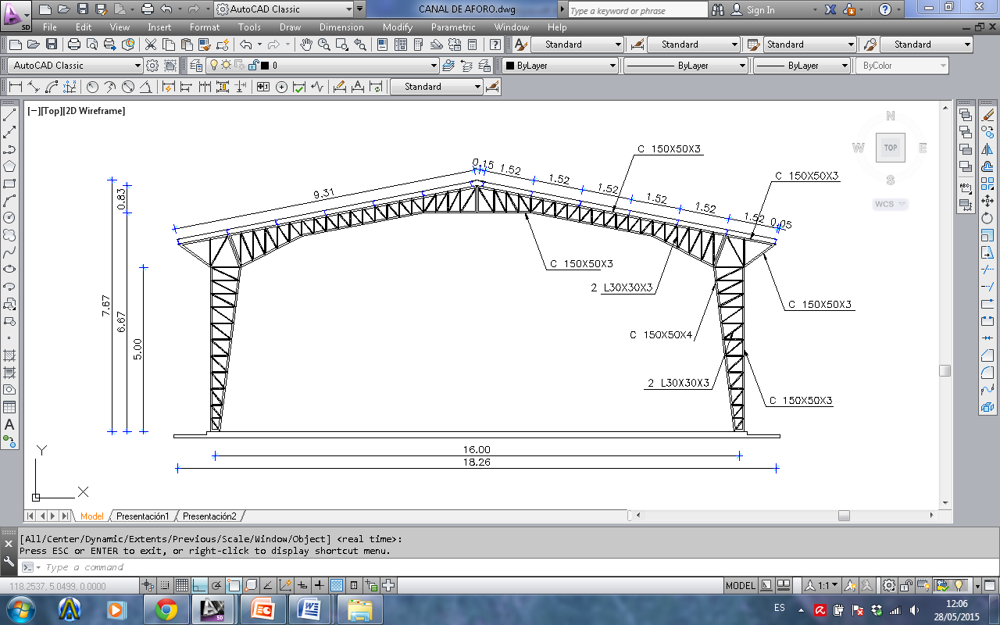 AutoCAD Classic
CANAL DE AFORO.dwg
Type a keyword or phrase
Sign In
SD
File Edit View Insert Format Tools Draw Dimension Modify Parametric Window Help
Standard
Standard
Standard
Standard
AutoCAD Classic
0
ByLayer
ByLayer
ByLayer
ByColor
Standard
[−][Top][2D Wireframe]
N
W
TOP
E
S
WCS
C 150X50X3
0.15
1.52
1.52
1.52
1.52
1.52
1.52
0.05
C 150X50X3
9.31
0.83
7.67
6.67
5.00
C 150X50X3
2 L30X30X3
C 150X50X3
C 150X50X4
2 L30X30X3
C 150X50X3
16.00
18.26
Y
X
Model Presentación1 Presentación2
[All/Center/Dynamic/Extents/Previous/Scale/Window/Object] <real time>:
Press ESC or ENTER to exit, or right-click to display shortcut menu.
Type a command
118.2537, 5.0499, 0.0000
MODEL
1:1
ES
12:06
28/05/2015